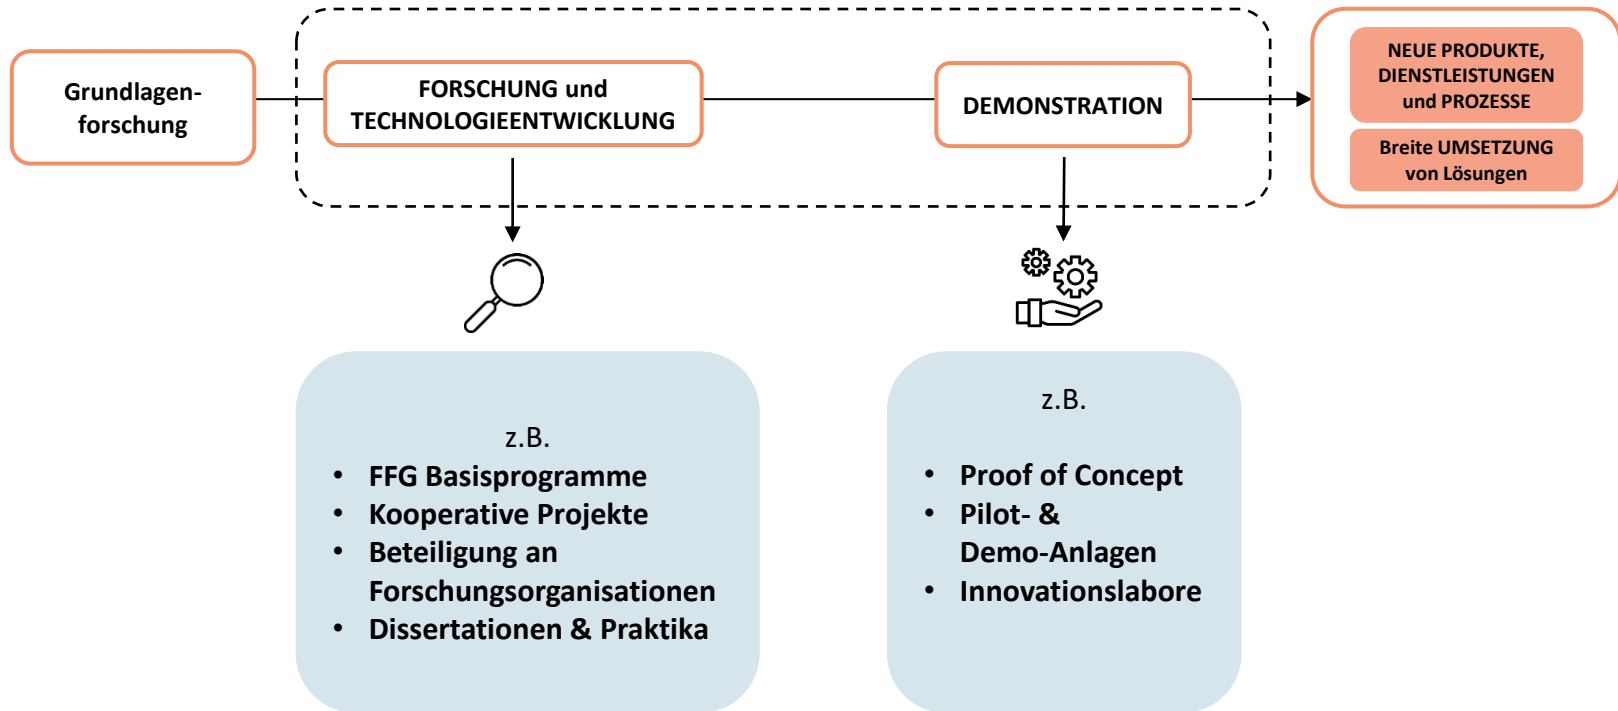 Grundlagen-
forschung
FORSCHUNG und
TECHNOLOGIEENTWICKLUNG
DEMONSTRATION
NEUE PRODUKTE,
DIENSTLEISTUNGEN
und PROZESSE
Breite UMSETZUNG
von Lösungen
z.B.
• FFG Basisprogramme
• Kooperative Projekte
• Beteiligung an
Forschungsorganisationen
• Dissertationen & Praktika
z.B.
• Proof of Concept
• Pilot- &
Demo-Anlagen
• Innovationslabore